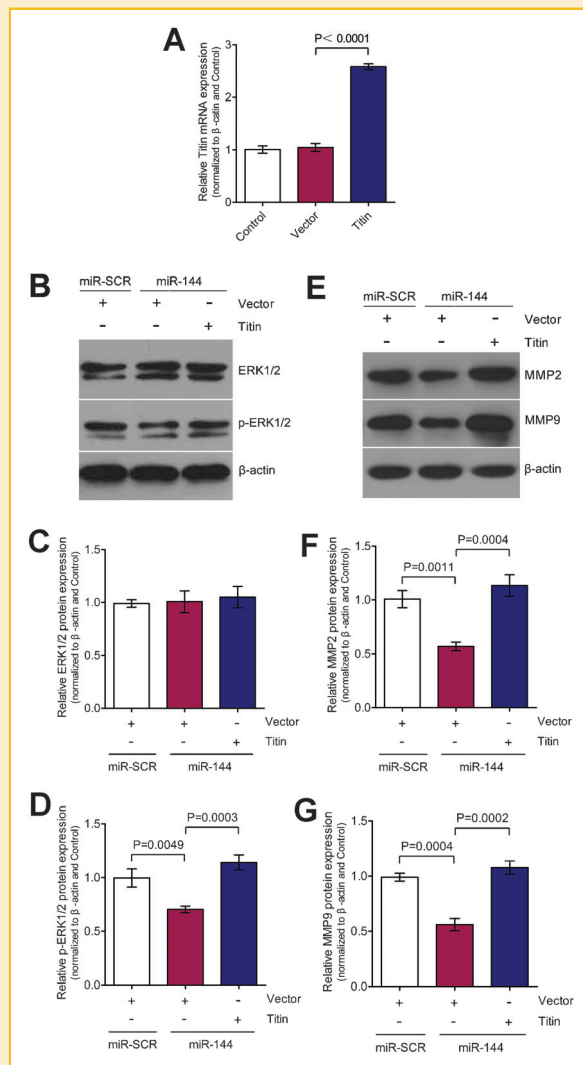 A
P< 0.0001
Relative Titin mRNA expression
(normalized to β -catin and Control)
3
2
1
0
Control
Vector
Titin
B
miR-SCR miR-144
+ + - Vector
- - + Titin
ERK1/2
p-ERK1/2
β-actin
E
miR-SCR miR-144
+ + - Vector
- - + Titin
MMP2
MMP9
β-actin
C
Relative ERK1/2 protein expression
(normalized to β -actin and Control)
1.5
1.0
0.5
0.0
+ + - Vector
- - + Titin
miR-SCR miR-144
F
P=0.0004
P=0.0011
Relative MMP2 protein expression
(normalized to β -actin and Control)
1.5
1.0
0.5
0.0
+ + - Vector
- - + Titin
miR-SCR miR-144
D
P=0.0003
P=0.0049
Relative p-ERK1/2 protein expression
(normalized to β -actin and Control)
1.5
1.0
0.5
0.0
+ + - Vector
- - + Titin
miR-SCR miR-144
G
P=0.0002
P=0.0004
Relative MMP9 protein expression
(normalized to β -actin and Control)
1.5
1.0
0.5
0.0
+ + - Vector
- - + Titin
miR-SCR miR-144